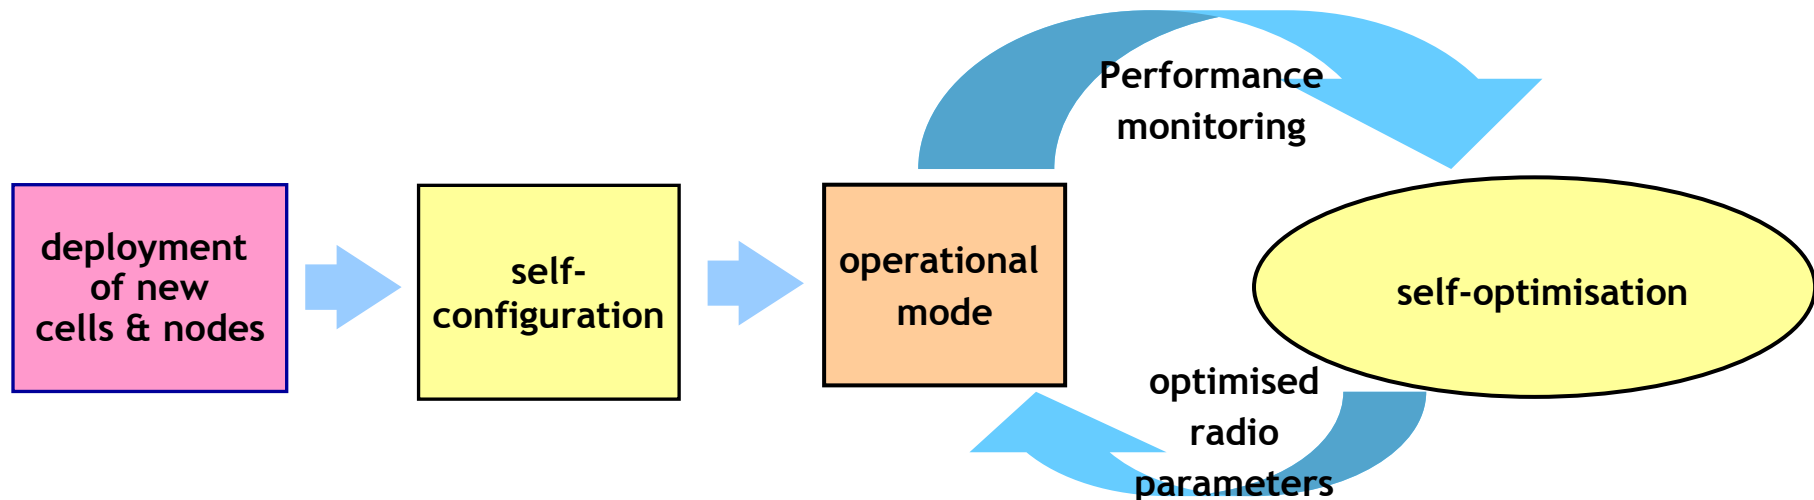 deployment
of new
cells & nodes
self-
configuration
operational
mode
Performance
monitoring
self-optimisation
optimised
radio
parameters